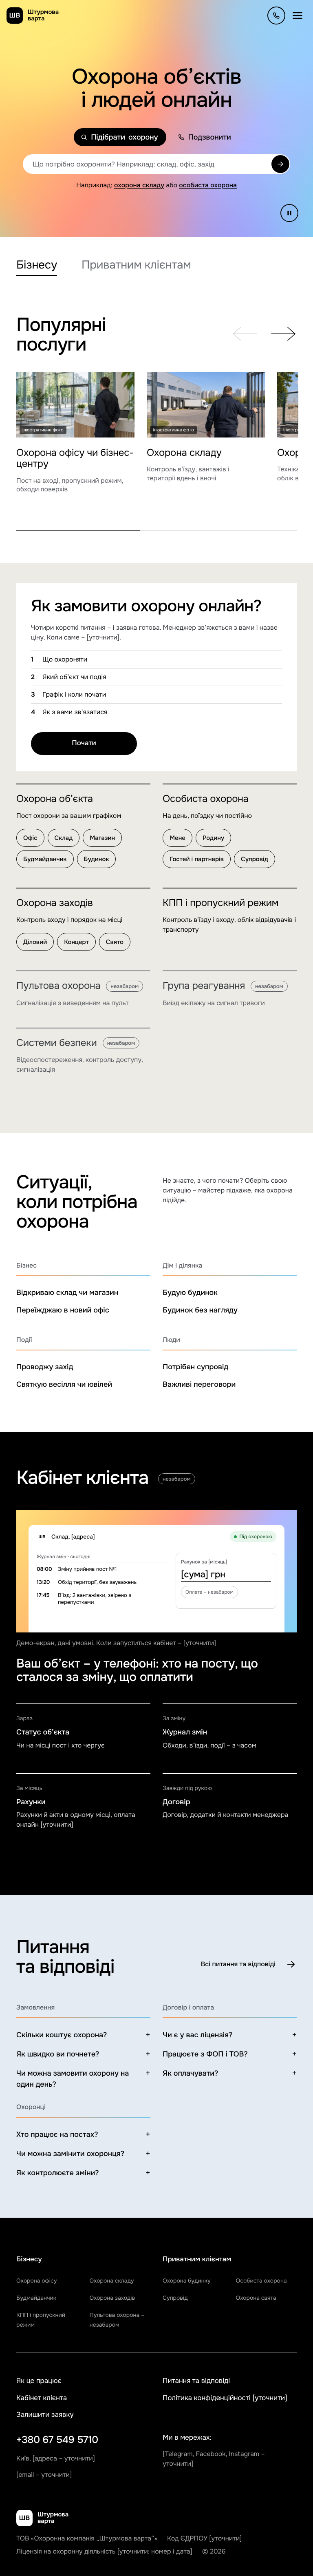 ШВ
Штурмова
варта
Охорона об’єктів
і людей онлайн
Підібрати охорону
Подзвонити
Що потрібно охороняти? Наприклад: склад, офіс, захід
Наприклад: охорона складу або особиста охорона
Бізнесу
Приватним клієнтам
Популярні
послуги
Ілюстративне фото
Ілюстративне фото
Охорона офісу чи бізнес-
центру
Пост на вході, пропускний режим,
обходи поверхів
Охорона складу
Контроль в’їзду, вантажів і
території вдень і вночі
Як замовити охорону онлайн?
Чотири короткі питання – і заявка готова. Менеджер зв’яжеться з вами і назве
ціну. Коли саме – [уточнити].
1 Що охороняти
2 Який об’єкт чи подія
3 Графік і коли почати
4 Як з вами зв’язатися
Почати
Охорона об’єкта
Пост охорони за вашим графіком
Офіс
Склад
Магазин
Будмайданчик
Будинок
Особиста охорона
На день, поїздку чи постійно
Мене
Родину
Гостей і партнерів
Супровід
Охорона заходів
Контроль входу і порядок на місці
Діловий
Концерт
Свято
КПП і пропускний режим
Контроль в’їзду і входу, облік відвідувачів і
транспорту
Пультова охорона незабаром
Сигналізація з виведенням на пульт
Група реагування незабаром
Виїзд екіпажу на сигнал тривоги
Системи безпеки незабаром
Відеоспостереження, контроль доступу,
сигналізація
Ситуації,
коли потрібна
охорона
Не знаєте, з чого почати? Оберіть свою
ситуацію – майстер підкаже, яка охорона
підійде.
Бізнес
Відкриваю склад чи магазин
Переїжджаю в новий офіс
Дім і ділянка
Будую будинок
Будинок без нагляду
Події
Проводжу захід
Святкую весілля чи ювілей
Люди
Потрібен супровід
Важливі переговори
Кабінет клієнта незабаром
ШВ Склад, [адреса]
Під охороною
Журнал змін · сьогодні
08:00 Зміну прийняв пост №1
13:20 Обхід території, без зауважень
17:45 В’їзд: 2 вантажівки, звірено з
перепустками
Рахунок за [місяць]
[сума] грн
Оплата – незабаром
Демо-екран, дані умовні. Коли запуститься кабінет – [уточнити]
Ваш об’єкт – у телефоні: хто на посту, що
сталося за зміну, що оплатити
Зараз
Статус об’єкта
Чи на місці пост і хто чергує
За зміну
Журнал змін
Обходи, в’їзди, події – з часом
За місяць
Рахунки
Рахунки й акти в одному місці, оплата
онлайн [уточнити]
Завжди під рукою
Договір
Договір, додатки й контакти менеджера
Питання
та відповіді
Всі питання та відповіді
Замовлення
Скільки коштує охорона? +
Як швидко ви почнете? +
Чи можна замовити охорону на +
один день?
Договір і оплата
Чи є у вас ліцензія? +
Працюєте з ФОП і ТОВ? +
Як оплачувати? +
Охоронці
Хто працює на постах? +
Чи можна замінити охоронця? +
Як контролюєте зміни? +
Бізнесу
Охорона офісу
Охорона складу
Будмайданчик
Охорона заходів
КПП і пропускний
режим
Пультова охорона –
незабаром
Приватним клієнтам
Охорона будинку
Особиста охорона
Супровід
Охорона свята
Як це працює
Кабінет клієнта
Залишити заявку
Питання та відповіді
Політика конфіденційності [уточнити]
+380 67 549 5710
Київ, [адреса – уточнити]
[email – уточнити]
Ми в мережах:
[Telegram, Facebook, Instagram –
уточнити]
ШВ
Штурмова
варта
ТОВ «Охоронна компанія „Штурмова варта“» Код ЄДРПОУ [уточнити]
Ліцензія на охоронну діяльність [уточнити: номер і дата] © 2026